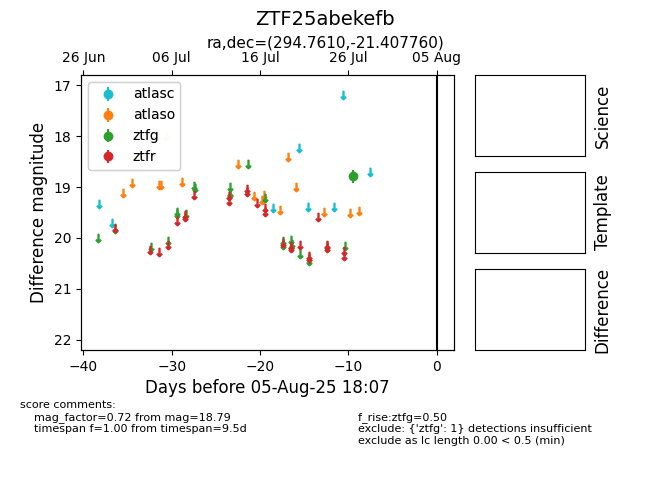 ZTF25abekefb
ra,dec=(294.7610,-21.407760)
26 Jun
06 Jul
16 Jul
26 Jul
05 Aug
17
18
19
20
21
22
Difference magnitude
atlasc
atlaso
ztfg
ztfr
−40
−30
−20
−10
0
Days before 05-Aug-25 18:07
Science
Template
Difference
score comments:
mag_factor=0.72 from mag=18.79
timespan f=1.00 from timespan=9.5d
f_rise:ztfg=0.50
exclude: {'ztfg': 1} detections insufficient
exclude as lc length 0.00 < 0.5 (min)